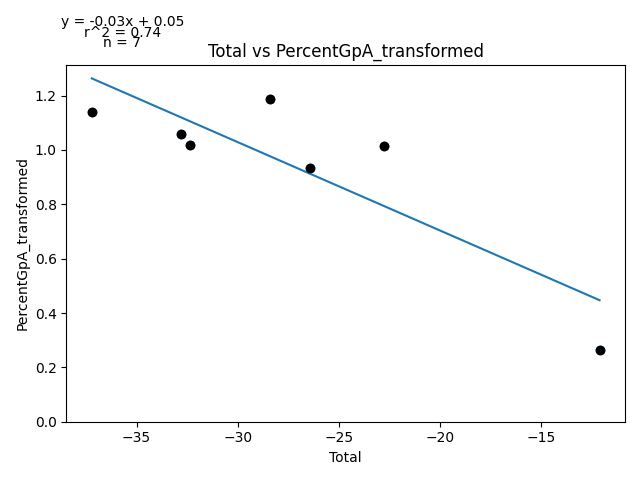 y = -0.03x + 0.05
r^2 = 0.74
n = 7
Total vs PercentGpA_transformed
PercentGpA_transformed
1.2
1.0
0.8
0.6
0.4
0.2
0.0
−35
−30
−25
−20
−15
Total